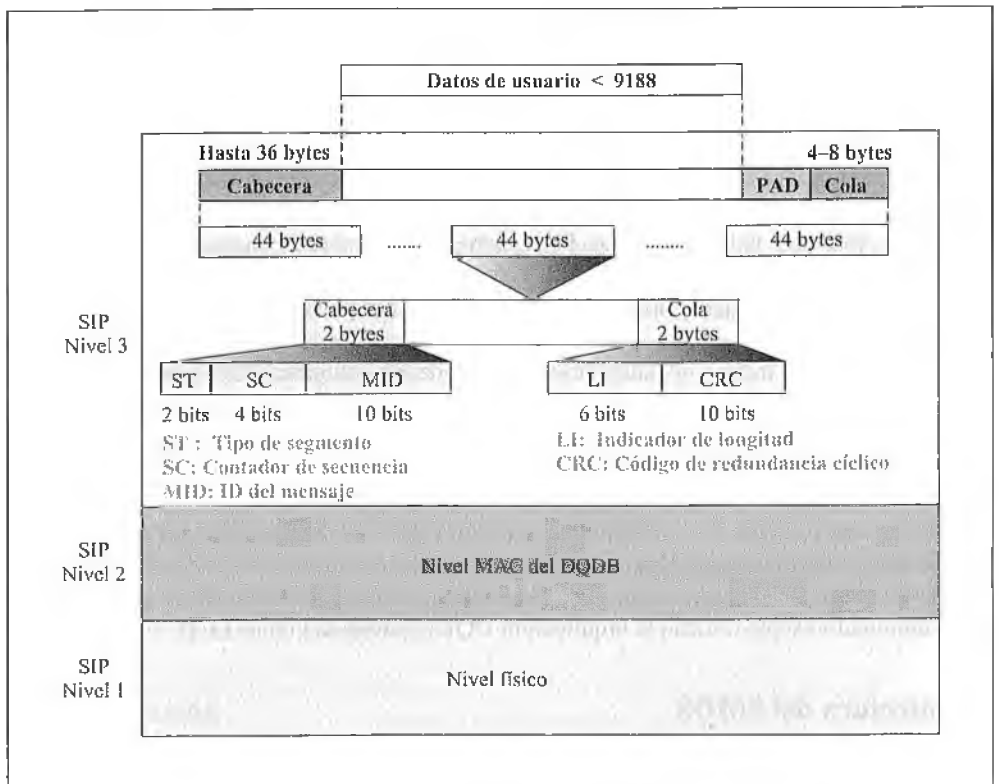 Datos de usuario < 9188
Hasta 36 bytes
4–8 bytes
Cabecera
PAD
Cola
44 bytes
........
44 bytes
.........
44 bytes
SIP
Nivel 3
Cabecera
2 bytes
Cola
2 bytes
ST
SC
MID
LI
CRC
2 bits
4 bits
10 bits
6 bits
10 bits
ST : Tipo de segmento
SC: Contador de secuencia
MID: ID del mensaje
LI: Indicador de longitud
CRC: Código de redundancia cíclico
SIP
Nivel 2
Nivel MAC del DQDB
SIP
Nivel 1
Nivel físico